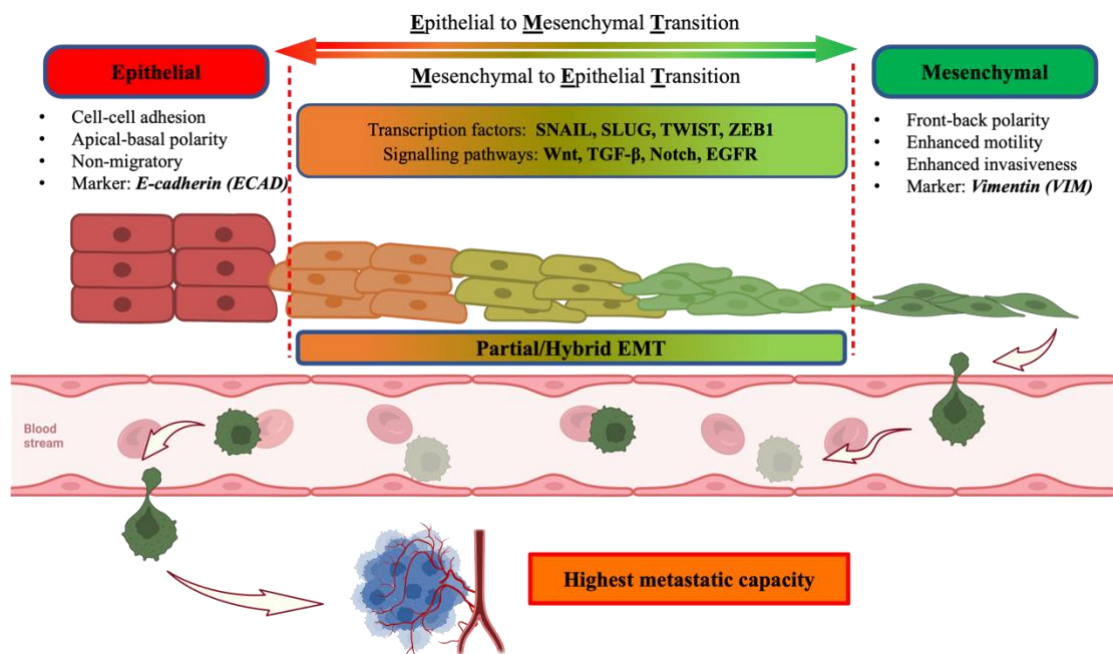 Epithelial to Mesenchymal Transition
Mesenchymal to Epithelial Transition
Epithelial
• Cell-cell adhesion
• Apical-basal polarity
• Non-migratory
• Marker: E-cadherin (ECAD)
Transcription factors: SNAIL, SLUG, TWIST, ZEB1
Signalling pathways: Wnt, TGF-β, Notch, EGFR
Mesenchymal
• Front-back polarity
• Enhanced motility
• Enhanced invasiveness
• Marker: Vimentin (VIM)
Partial/Hybrid EMT
Blood
stream
Highest metastatic capacity